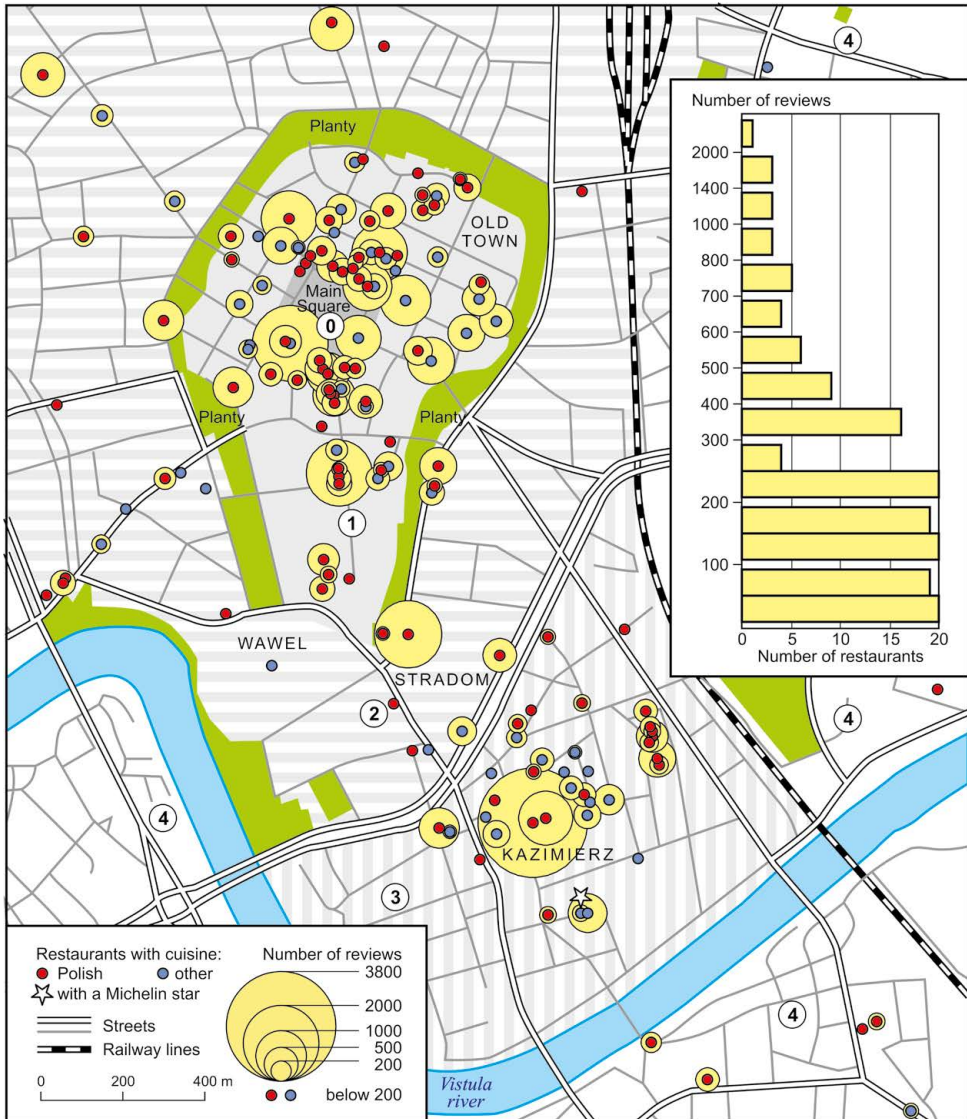 4
Number of reviews
2000
1400
1000
800
700
600
500
400
300
200
100
0 5 10 15 20
Number of restaurants
Planty
OLD
TOWN
Main
Square
0
Planty
Planty
1
WAWEL
STRADOM
2
4
4
KAZIMIERZ
3
4
Restaurants with cuisine:
Polish other
with a Michelin star
Streets
Railway lines
0 200 400 m
Number of reviews
3800
2000
1000
500
200
below 200
Vistula
river